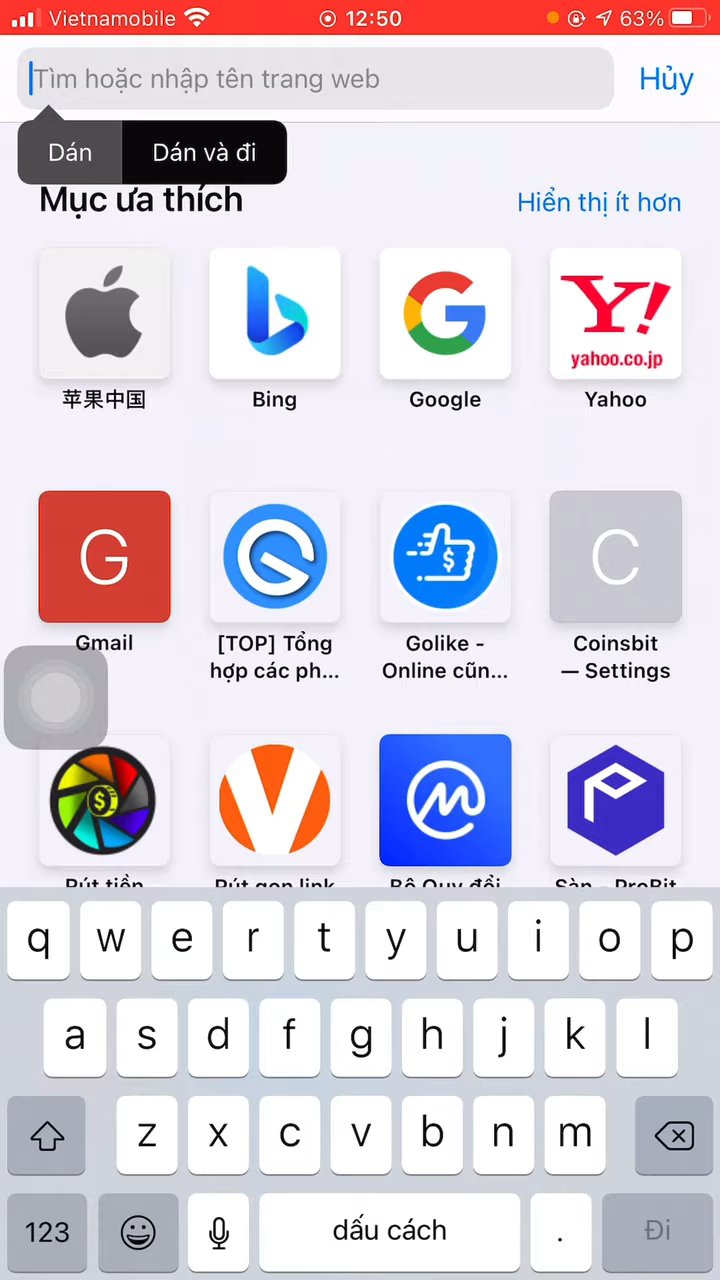 Vietnamobile 12:50 63%
Tìm hoặc nhập tên trang web Hủy
Dán Dán và đi
Mục ưa thích Hiển thị ít hơn
Y!
yahoo.co.jp
苹果中国 Bing Google Yahoo
G C
Gmail [TOP] Tổng hợp các ph... Golike - Online cũn... Coinsbit — Settings
Rút tiền Rút gọn link Bộ Quy đổi Sàn - ProBit
q w e r t y u i o p
a s d f g h j k l
z x c v b n m
123 dấu cách . Đi